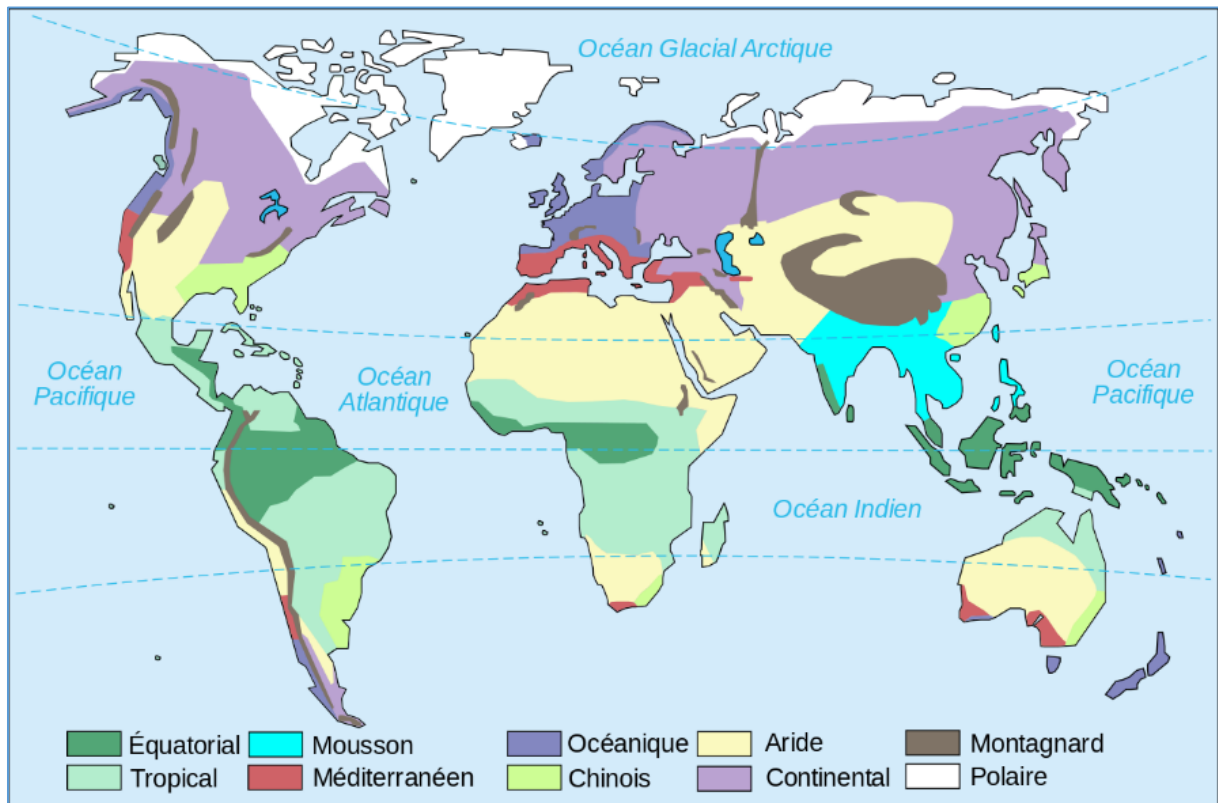 Océan Glacial Arctique
Océan
Pacifique
Océan
Atlantique
Océan
Pacifique
Océan Indien
Équatorial
Mousson
Océanique
Aride
Montagnard
Tropical
Méditerranéen
Chinois
Continental
Polaire